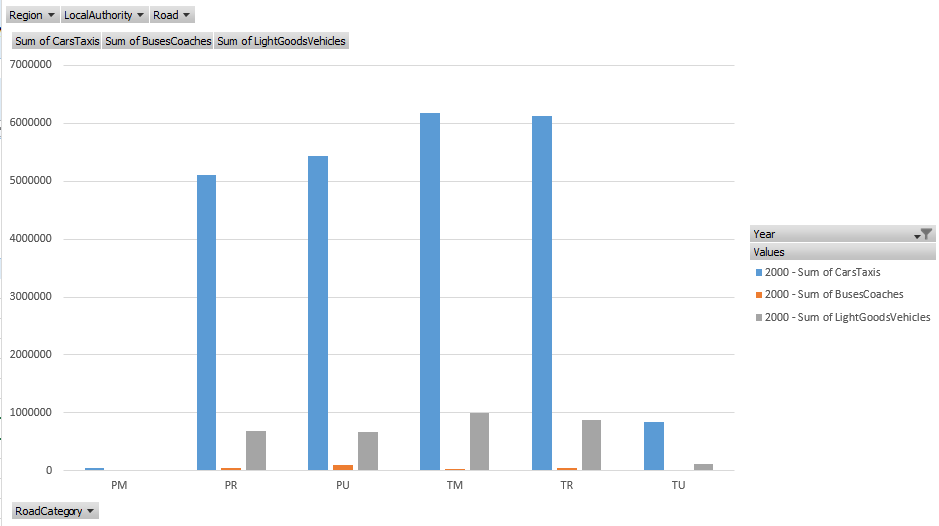 Region LocalAuthority Road
Sum of CarsTaxis Sum of BusesCoaches Sum of LightGoodsVehicles
7000000
6000000
5000000
4000000
3000000
2000000
1000000
0
PM PR PU TM TR TU
RoadCategory
Year
Values
2000 - Sum of CarsTaxis
2000 - Sum of BusesCoaches
2000 - Sum of LightGoodsVehicles